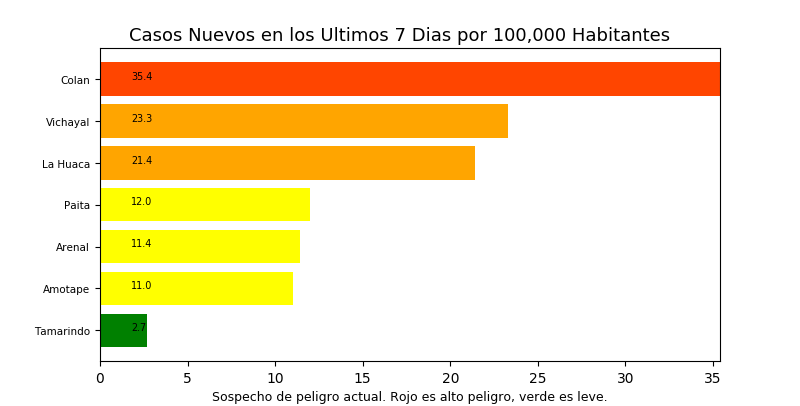 Casos Nuevos en los Ultimos 7 Dias por 100,000 Habitantes
Colan 35.4
Vichayal 23.3
La Huaca 21.4
Paita 12.0
Arenal 11.4
Amotape 11.0
Tamarindo 2.7
0 5 10 15 20 25 30 35
Sospecho de peligro actual. Rojo es alto peligro, verde es leve.